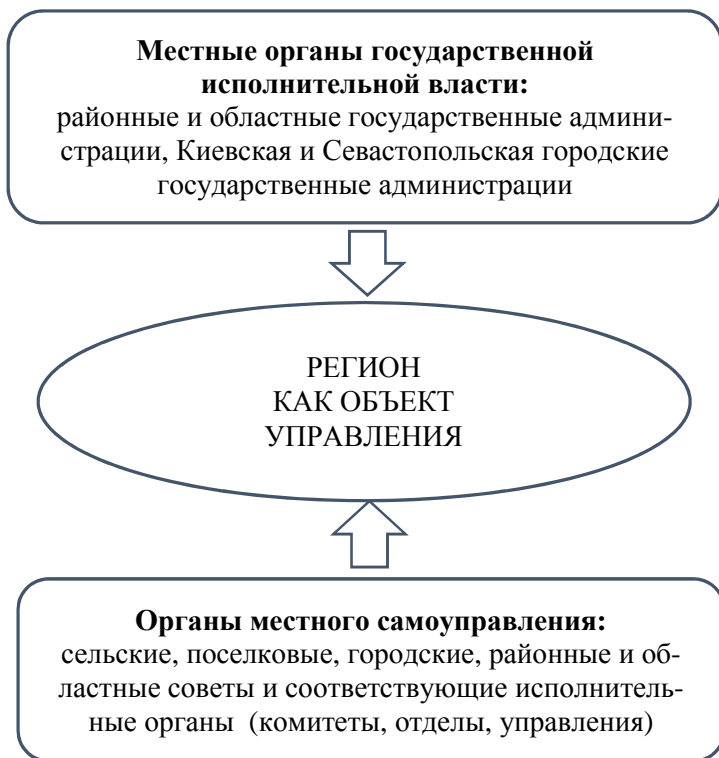 Местные органы государственной
исполнительной власти:
районные и областные государственные админи-
страции, Киевская и Севастопольская городские
государственные администрации
РЕГИОН
КАК ОБЪЕКТ
УПРАВЛЕНИЯ
Органы местного самоуправления:
сельские, поселковые, городские, районные и об-
ластные советы и соответствующие исполнитель-
ные органы (комитеты, отделы, управления)